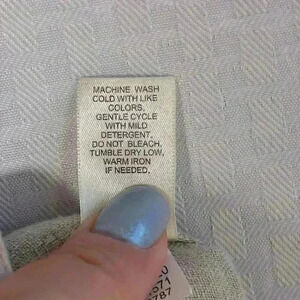 MACHINE WASH
COLD WITH LIKE
COLORS.
GENTLE CYCLE
WITH MILD
DETERGENT.
DO NOT BLEACH,
TUMBLE DRY LOW,
WARM IRON
IF NEEDED.